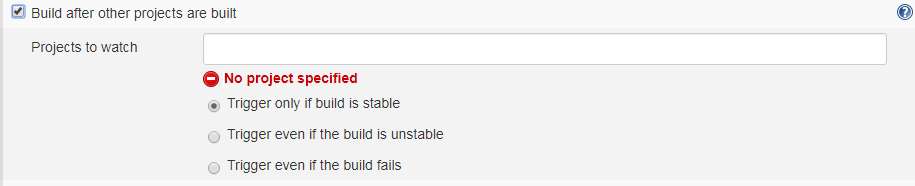 Build after other projects are built
Projects to watch
No project specified
Trigger only if build is stable
Trigger even if the build is unstable
Trigger even if the build fails